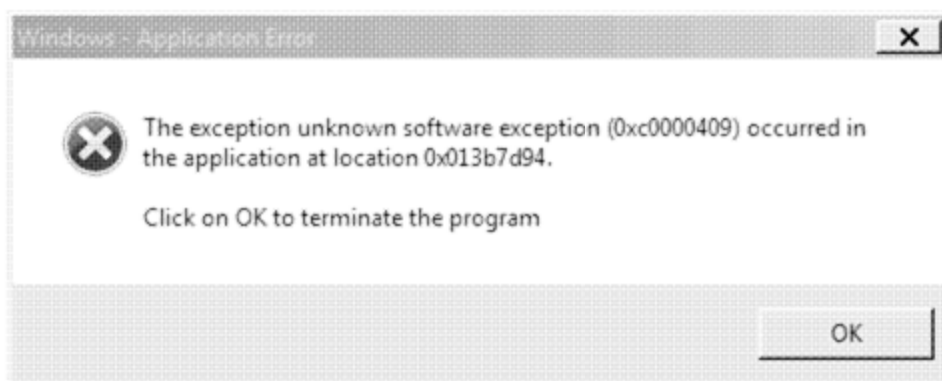 Windows - Application Error
The exception unknown software exception (0xc0000409) occurred in
the application at location 0x013b7d94.
Click on OK to terminate the program
OK